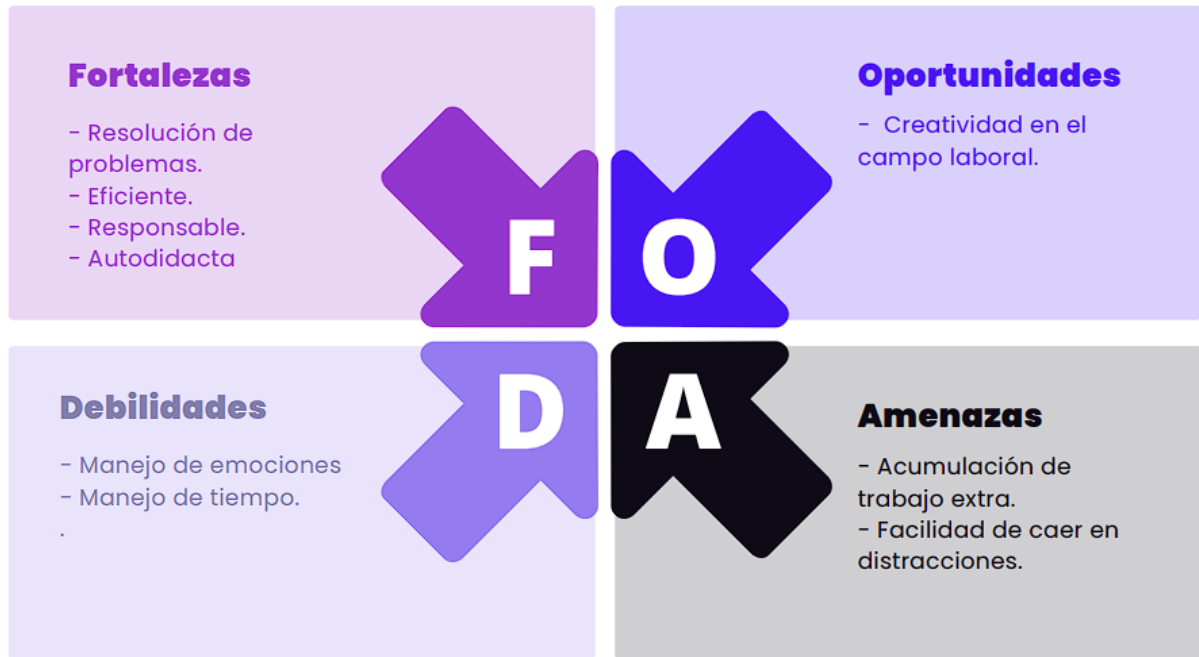 Fortalezas
- Resolución de
problemas.
- Eficiente.
- Responsable.
- Autodidacta
F
Oportunidades
- Creatividad en el
campo laboral.
O
Debilidades
- Manejo de emociones
- Manejo de tiempo.
.
D
Amenazas
- Acumulación de
trabajo extra.
- Facilidad de caer en
distracciones.
A